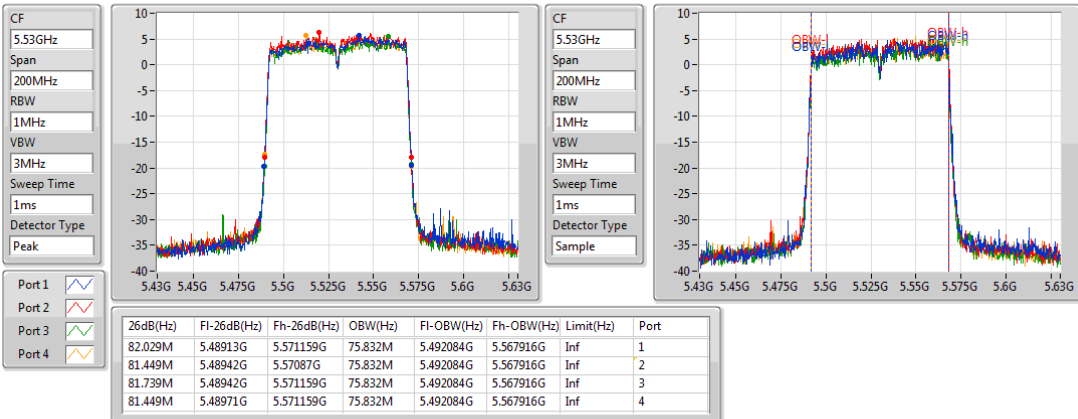 CF
5.53GHz
Span
200MHz
RBW
1MHz
VBW
3MHz
Sweep Time
1ms
Detector Type
Peak
10
5
0
-5
-10
-15
-20
-25
-30
-35
-40
5.43G 5.45G 5.475G 5.5G 5.525G 5.55G 5.575G 5.6G 5.63G
CF
5.53GHz
Span
200MHz
RBW
1MHz
VBW
3MHz
Sweep Time
1ms
Detector Type
Sample
10
5
0
-5
-10
-15
-20
-25
-30
-35
-40
OBW-l
OBW-h
5.43G 5.45G 5.475G 5.5G 5.525G 5.55G 5.575G 5.6G 5.63G
Port 1
Port 2
Port 3
Port 4
26dB(Hz) Fl-26dB(Hz) Fh-26dB(Hz) OBW(Hz) Fl-OBW(Hz) Fh-OBW(Hz) Limit(Hz) Port
82.029M 5.48913G 5.571159G 75.832M 5.492084G 5.567916G Inf 1
81.449M 5.48942G 5.57087G 75.832M 5.492084G 5.567916G Inf 2
81.739M 5.48942G 5.571159G 75.832M 5.492084G 5.567916G Inf 3
81.449M 5.48971G 5.571159G 75.832M 5.492084G 5.567916G Inf 4